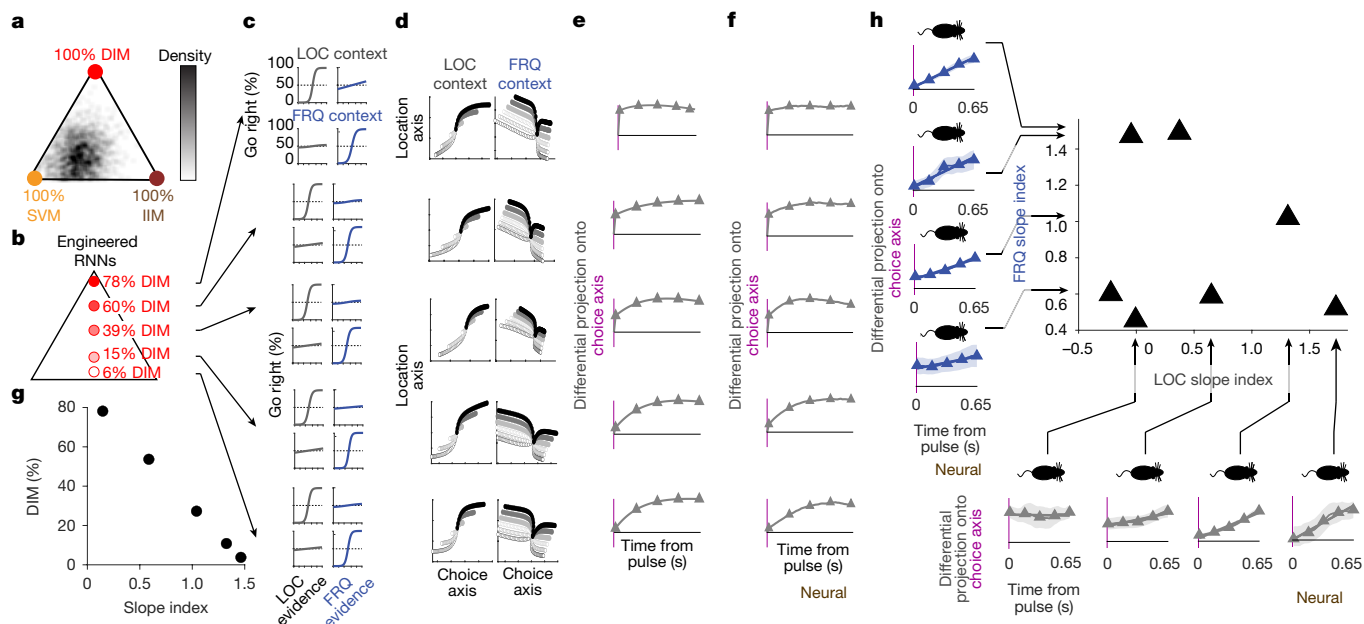 a
100% DIM
Density
100%
SVM
100%
IIM
b
Engineered
RNNs
78% DIM
60% DIM
39% DIM
15% DIM
6% DIM
g
DIM (%)
80
60
40
20
0
0
0.5
1.0
1.5
Slope index
c
LOC context
100
50
0
FRQ context
100
50
0
Go right (%)
Go right (%)
LOC
evidence
FRQ
evidence
d
LOC
context
FRQ
context
Location
axis
Location
axis
Choice
axis
Choice
axis
e
Differential projection onto
choice axis
Time from
pulse (s)
f
Differential projection onto
choice axis
Time from
pulse (s)
Neural
h
Differential projection onto
choice axis
0
0.65
0
0.65
0
0.65
0
0.65
Time from
pulse (s)
Neural
FRQ slope index
1.4
1.2
1.0
0.8
0.6
0.4
−0.5
0
0.5
1.0
1.5
LOC slope index
Differential
projection onto
choice axis
0
0.65
0
0.65
0
0.65
0
0.65
Time from
pulse (s)
Neural